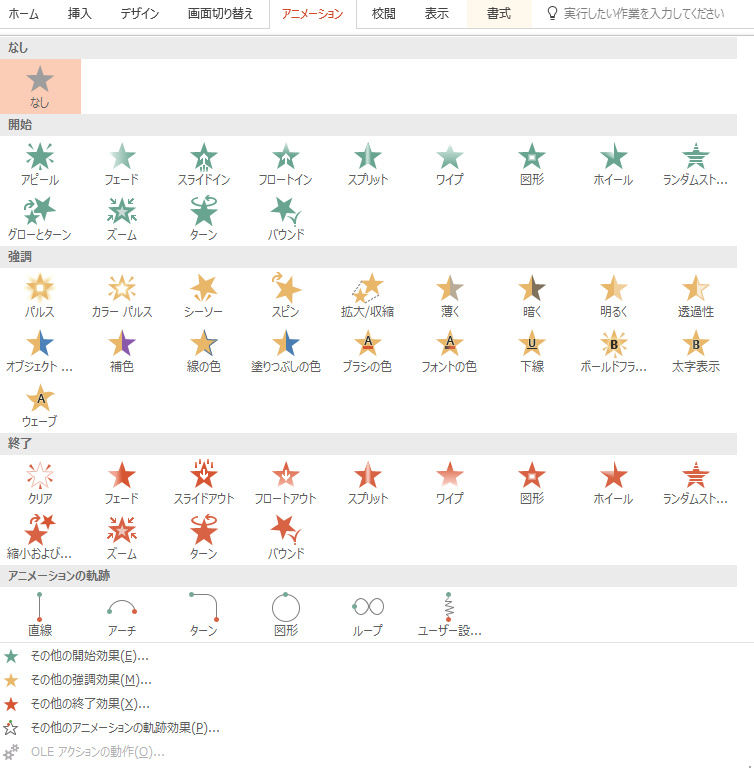 ホーム 挿入 デザイン 画面切り替え アニメーション 校閲 表示 書式 実行したい作業を入力してください
なし
なし
開始
アピール フェード スライドイン フロートイン スプリット ワイプ 図形 ホイール ランダムスト...
グローとターン ズーム ターン バウンド
強調
パルス カラー パルス シーソー スピン 拡大/収縮 薄く 暗く 明るく 透過性
オブジェクト ... 補色 線の色 塗りつぶしの色 ブラシの色 フォントの色 下線 ボールドフラ... 太字表示
ウェーブ
終了
クリア フェード スライドアウト フロートアウト スプリット ワイプ 図形 ホイール ランダムスト...
縮小および... ズーム ターン バウンド
アニメーションの軌跡
直線 アーチ ターン 図形 ループ ユーザー設...
その他の開始効果(E)...
その他の強調効果(M)...
その他の終了効果(X)...
その他のアニメーションの軌跡効果(P)...
OLE アクションの動作(O)...